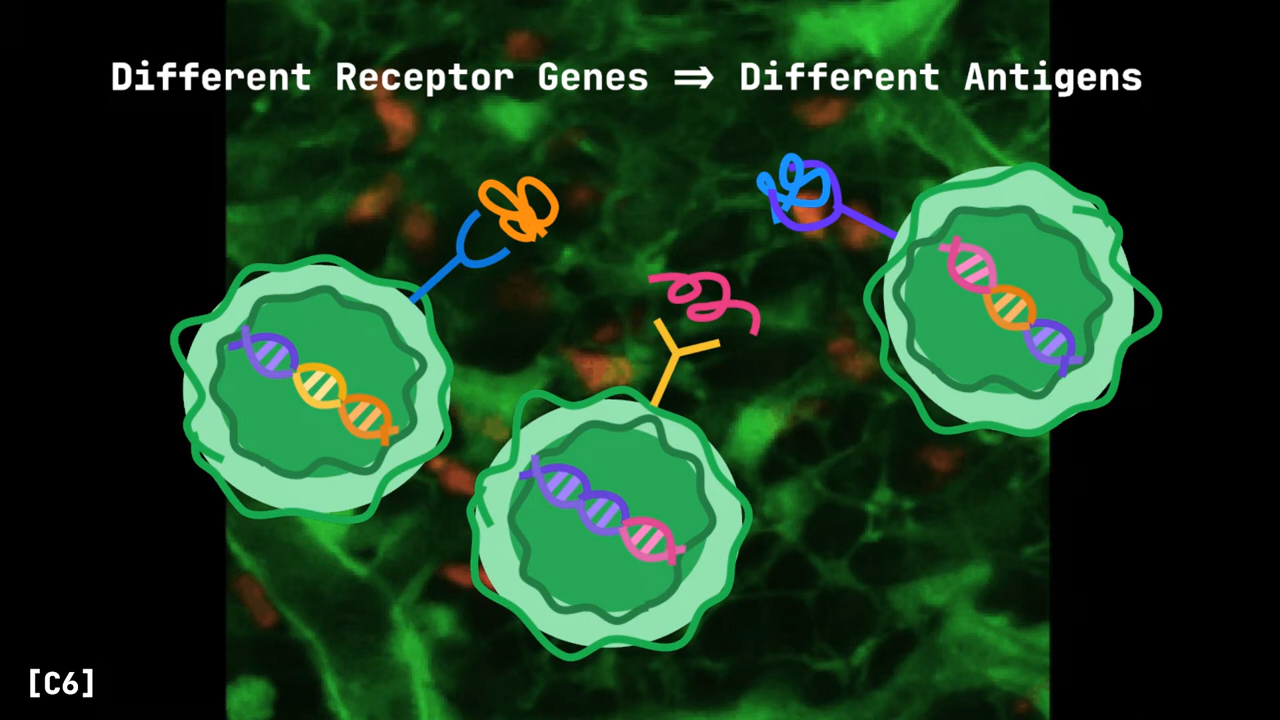 Different Receptor Genes ⇒ Different Antigens
[C6]